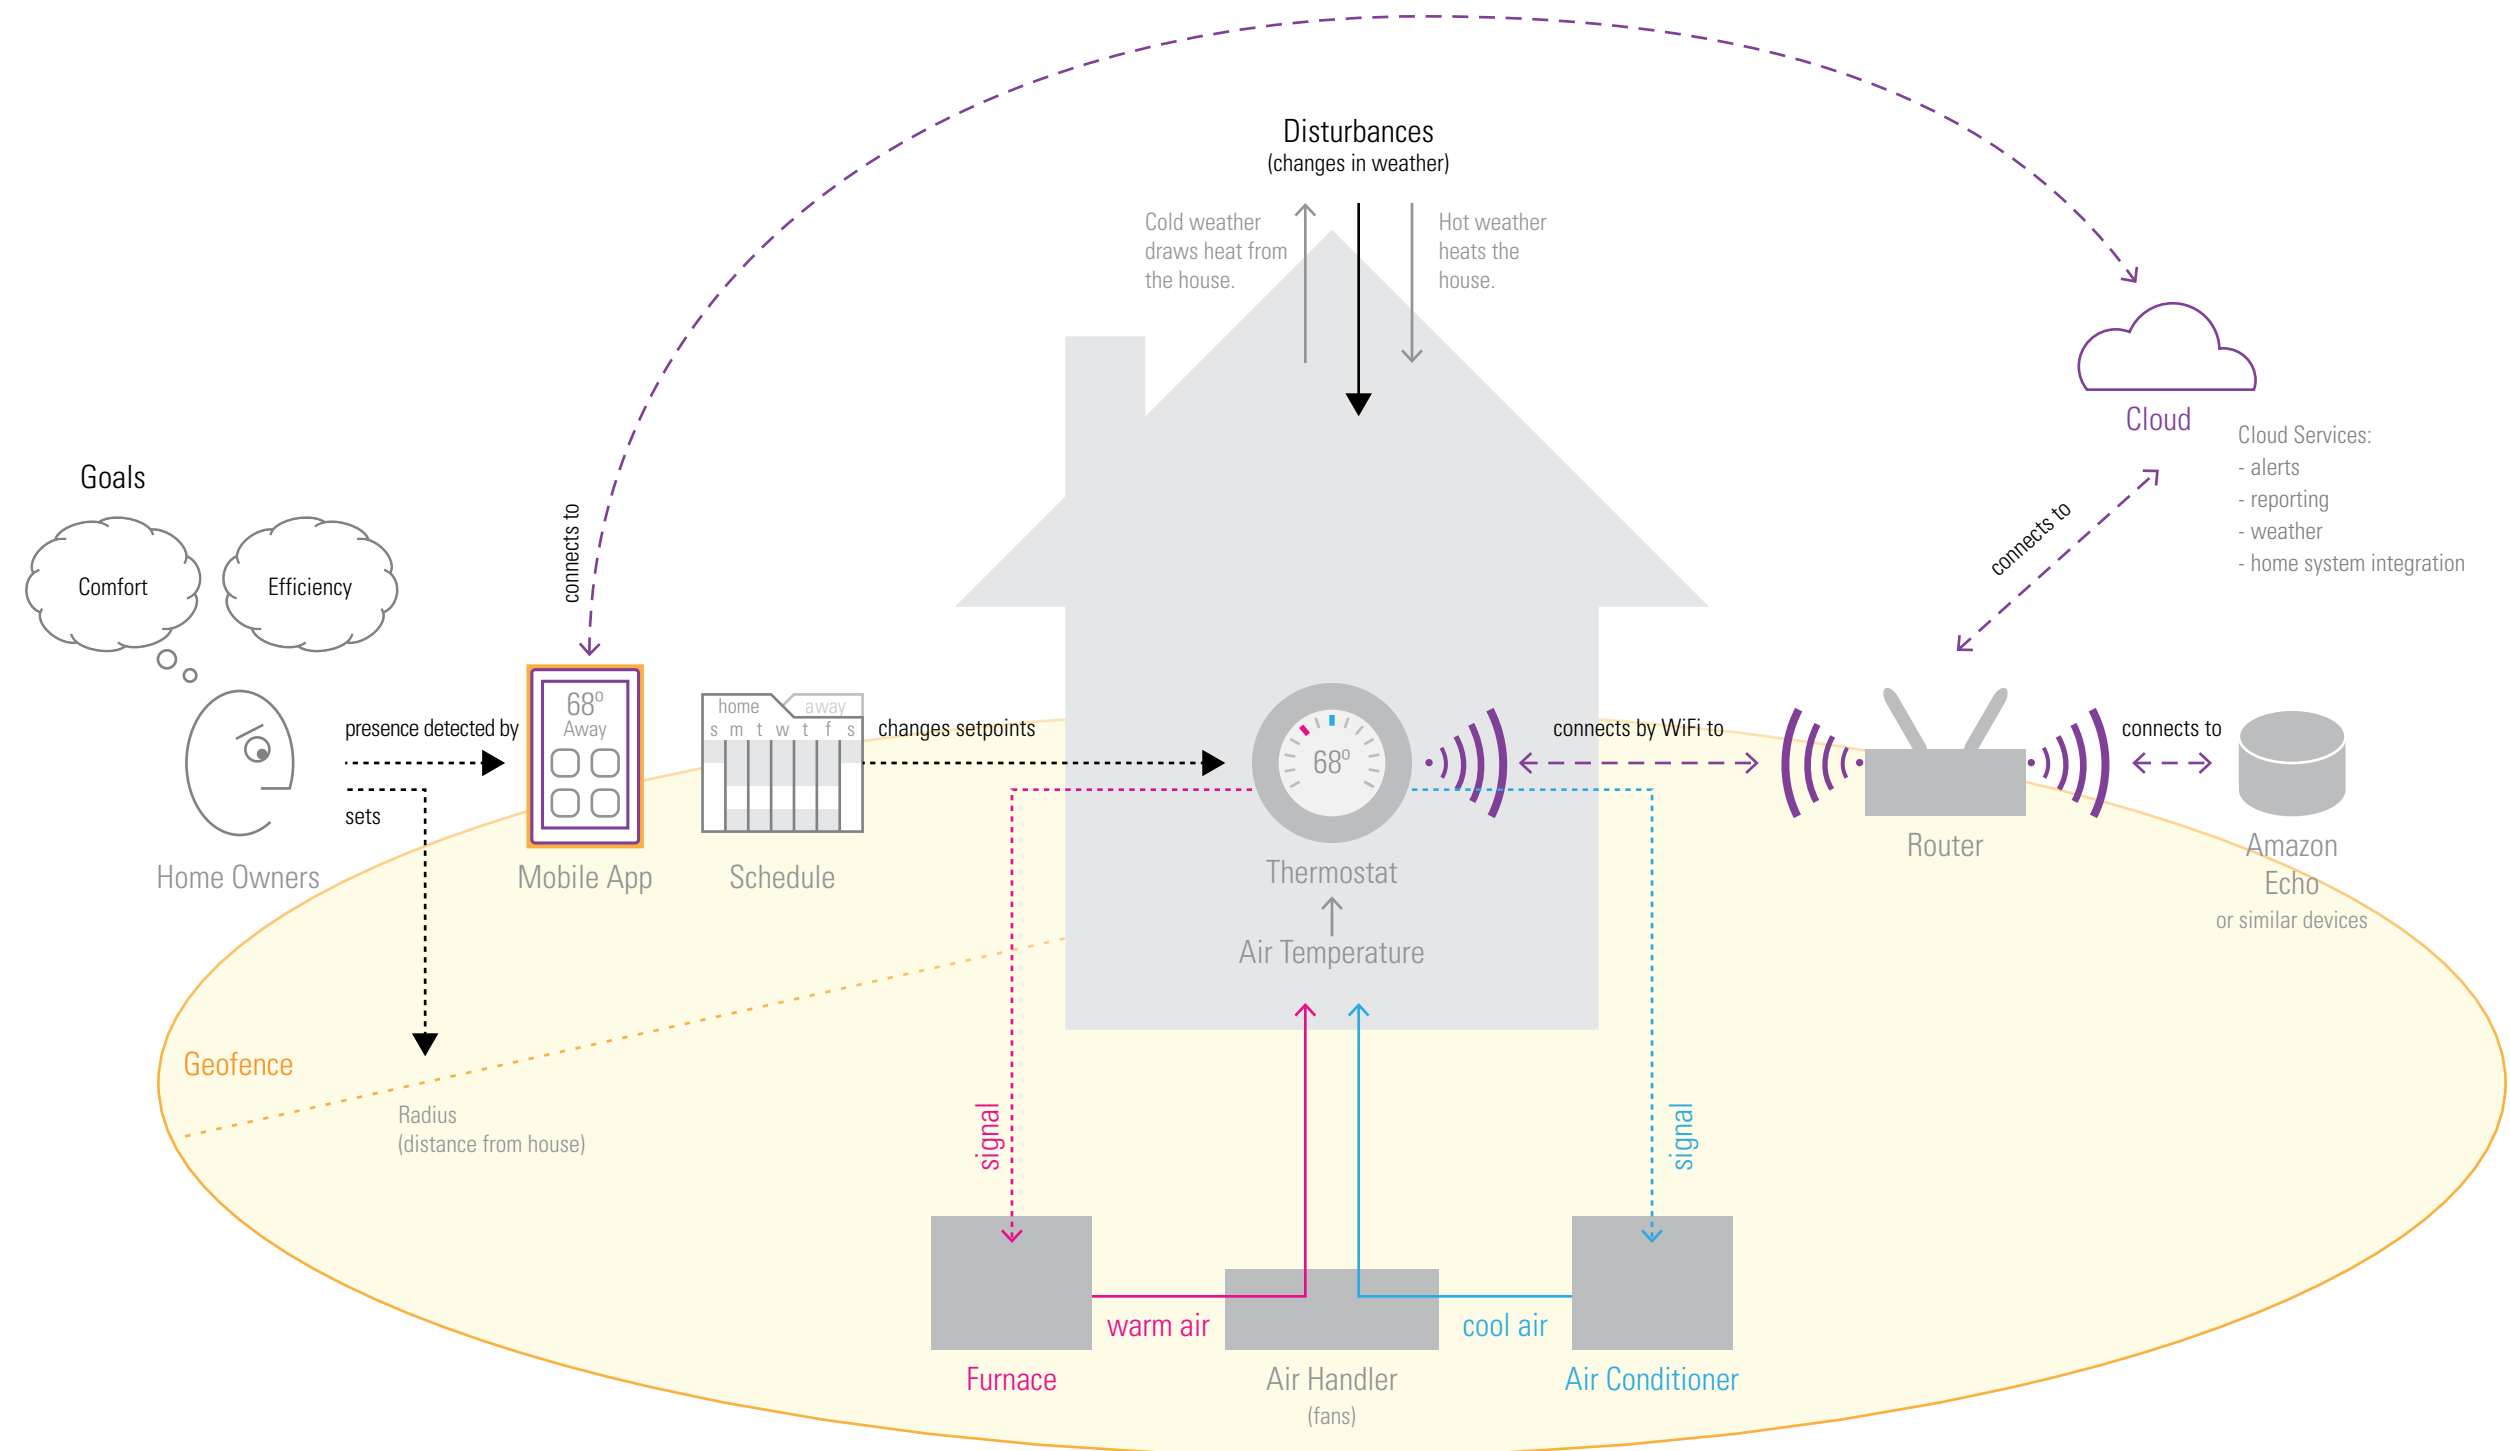 Disturbances
(changes in weather)
Cold weather
draws heat from
the house.
Hot weather
heats the
house.
Cloud
Cloud Services:
- alerts
- reporting
- weather
- home system integration
connects to
connects to
Goals
Comfort
Efficiency
Home Owners
presence detected by
sets
68º
Away
Mobile App
home
away
s m t w t f s
Schedule
changes setpoints
68º
Thermostat
Air Temperature
connects by WiFi to
Router
connects to
Amazon
Echo
or similar devices
Geofence
Radius
(distance from house)
signal
signal
warm air
cool air
Furnace
Air Handler
(fans)
Air Conditioner